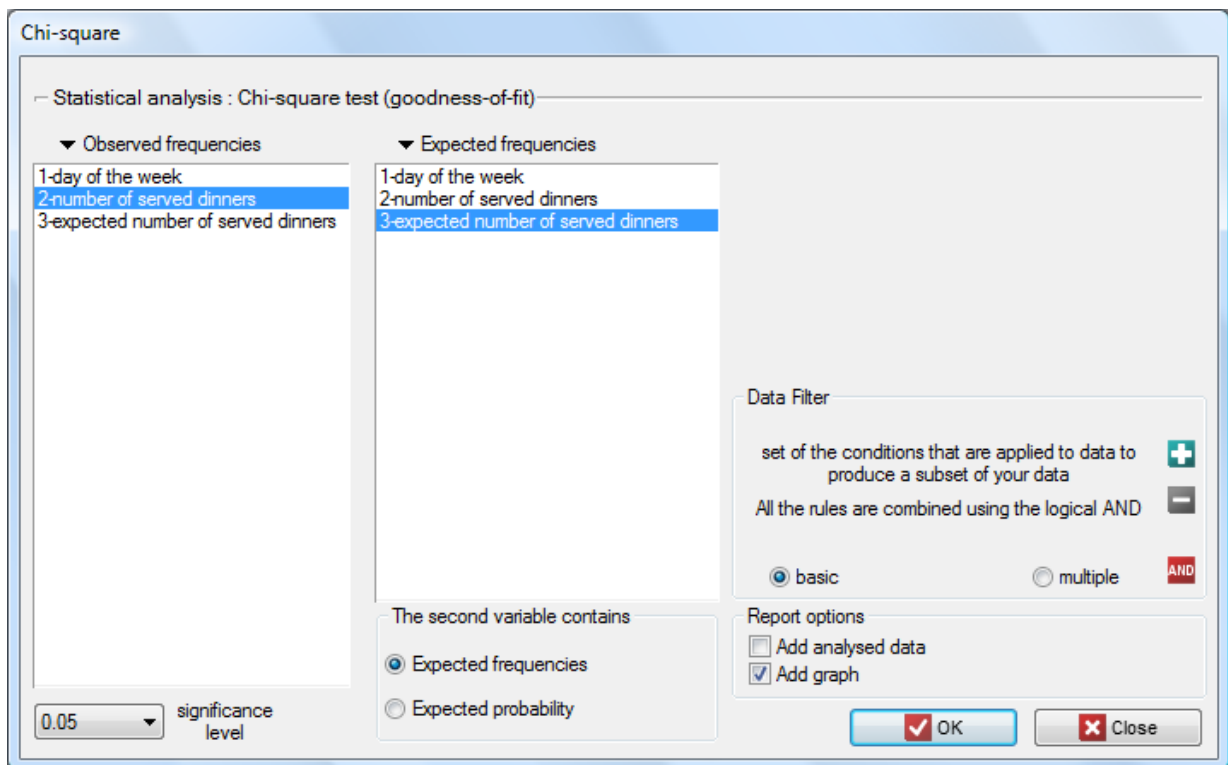 Chi-square
Statistical analysis : Chi-square test (goodness-of-fit)
Observed frequencies
1-day of the week
2-number of served dinners
3-expected number of served dinners
0.05
significance
level
Expected frequencies
1-day of the week
2-number of served dinners
3-expected number of served dinners
The second variable contains
Expected frequencies
Expected probability
Data Filter
set of the conditions that are applied to data to
produce a subset of your data
All the rules are combined using the logical AND
basic
multiple
AND
Report options
Add analysed data
Add graph
OK
Close